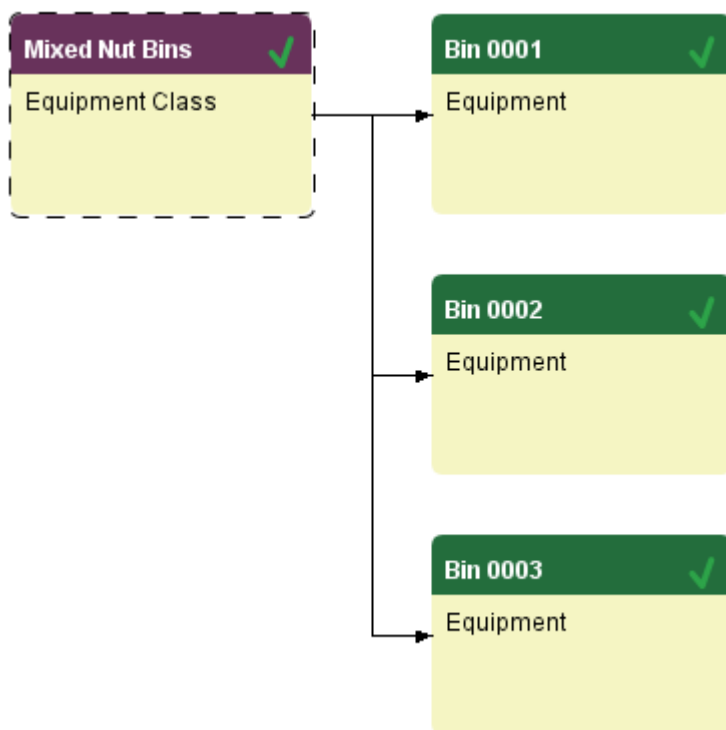 Mixed Nut Bins
Equipment Class
Bin 0001
Equipment
Bin 0002
Equipment
Bin 0003
Equipment